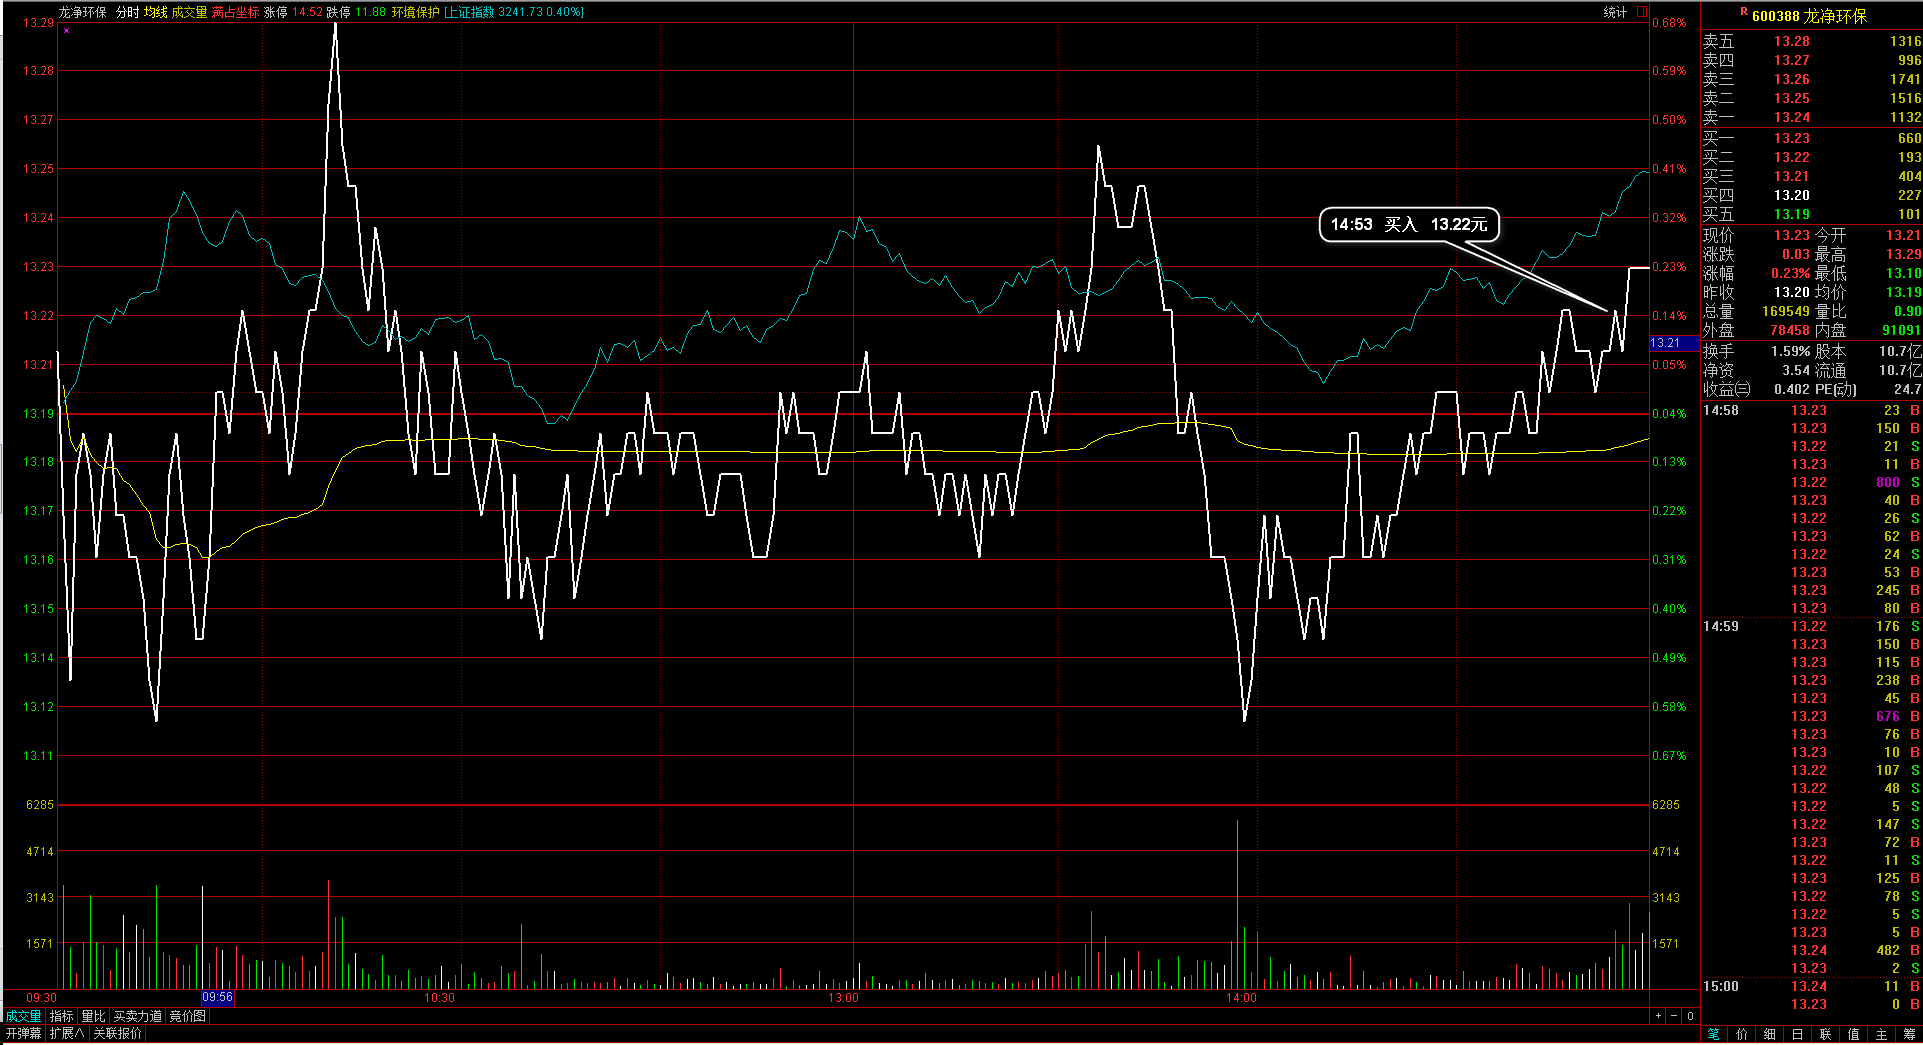 龙净环保 分时 均线 成交量 满占坐标 涨停 14.52 跌停 11.88 环境保护 [上证指数 3241.73 0.40%] 统计
13.29 0.68%
13.28 0.59%
13.27 0.50%
13.25 0.41%
13.24 0.32%
13.23 0.23%
13.22 0.14%
13.21
13.21 0.05%
13.19 0.04%
13.18 0.13%
13.17 0.22%
13.16 0.31%
13.15 0.40%
13.14 0.49%
13.12 0.58%
13.11 0.67%
6285 6285
4714 4714
3143 3143
1571 1571
14:53 买入 13.22元
09:30 09:56 10:30 13:00 14:00
成交量 指标 量比 买卖力道 竞价图 + - 0
开弹幕 扩展∧ 关联报价
R 600388 龙净环保
卖五 13.28 1316
卖四 13.27 996
卖三 13.26 1741
卖二 13.25 1516
卖一 13.24 1132
买一 13.23 660
买二 13.22 193
买三 13.21 404
买四 13.20 227
买五 13.19 101
现价 13.23 今开 13.21
涨跌 0.03 最高 13.29
涨幅 0.23% 最低 13.10
昨收 13.20 均价 13.19
总量 169549 量比 0.90
外盘 78458 内盘 91091
换手 1.59% 股本 10.7亿
净资 3.54 流通 10.7亿
收益㊂ 0.402 PE(动) 24.7
14:58 13.23 23 B
13.23 150 B
13.22 21 S
13.23 11 B
13.22 800 S
13.23 40 B
13.22 26 S
13.23 62 B
13.22 24 S
13.23 53 B
13.23 245 B
13.23 80 B
14:59 13.22 176 S
13.23 150 B
13.23 115 B
13.23 238 B
13.23 45 B
13.23 676 B
13.23 76 B
13.23 10 B
13.22 107 S
13.22 48 S
13.22 5 S
13.22 147 S
13.23 72 B
13.22 11 S
13.23 125 B
13.22 78 S
13.22 5 S
13.23 5 B
13.24 482 B
13.23 2 S
15:00 13.24 11 B
13.23 0 B
笔 价 细 日 联 值 主 筹